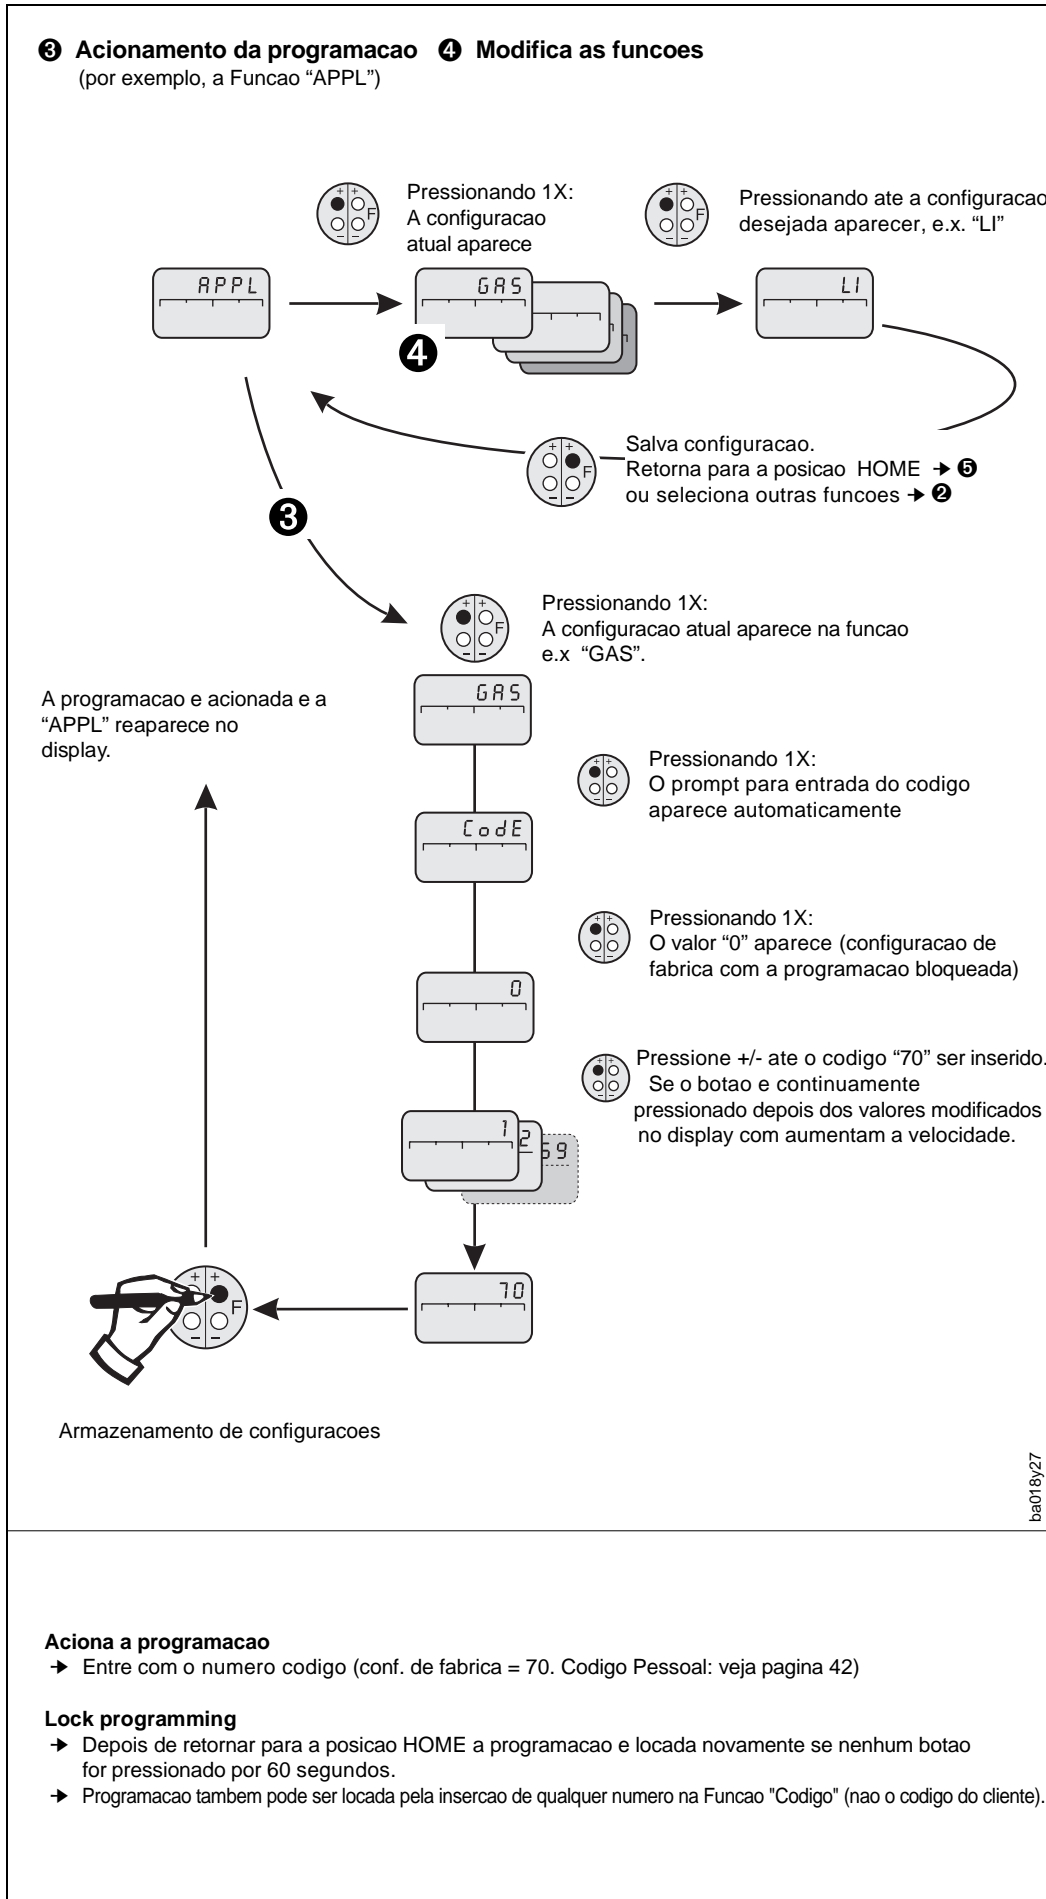 ❸ Acionamento da programacao ❹ Modifica as funcoes
(por exemplo, a Funcao “APPL”)
Pressionando 1X:
A configuracao
atual aparece
Pressionando ate a configuracao
desejada aparecer, e.x. “LI”
+ +
F
- -
+ +
F
- -
APPL
GAS
LI
❹
Salva configuracao.
Retorna para a posicao HOME ➔ ❺
ou seleciona outras funcoes ➔ ❷
+ +
F
- -
❸
Pressionando 1X:
A configuracao atual aparece na funcao
e.x “GAS”.
+ +
F
- -
GAS
A programacao e acionada e a
“APPL” reaparece no
display.
Pressionando 1X:
O prompt para entrada do codigo
aparece automaticamente
+ +
- -
CodE
Pressionando 1X:
O valor “0” aparece (configuracao de
fabrica com a programacao bloqueada)
+ +
- -
0
Pressione +/- ate o codigo “70” ser inserido.
Se o botao e continuamente
pressionado depois dos valores modificados
no display com aumentam a velocidade.
+ +
- -
1
2
69
70
+ +
F
- -
Armazenamento de configuracoes
ba018y27
Aciona a programacao
➔ Entre com o numero codigo (conf. de fabrica = 70. Codigo Pessoal: veja pagina 42)
Lock programming
➔ Depois de retornar para a posicao HOME a programacao e locada novamente se nenhum botao
for pressionado por 60 segundos.
➔ Programacao tambem pode ser locada pela insercao de qualquer numero na Funcao "Codigo" (nao o codigo do cliente).